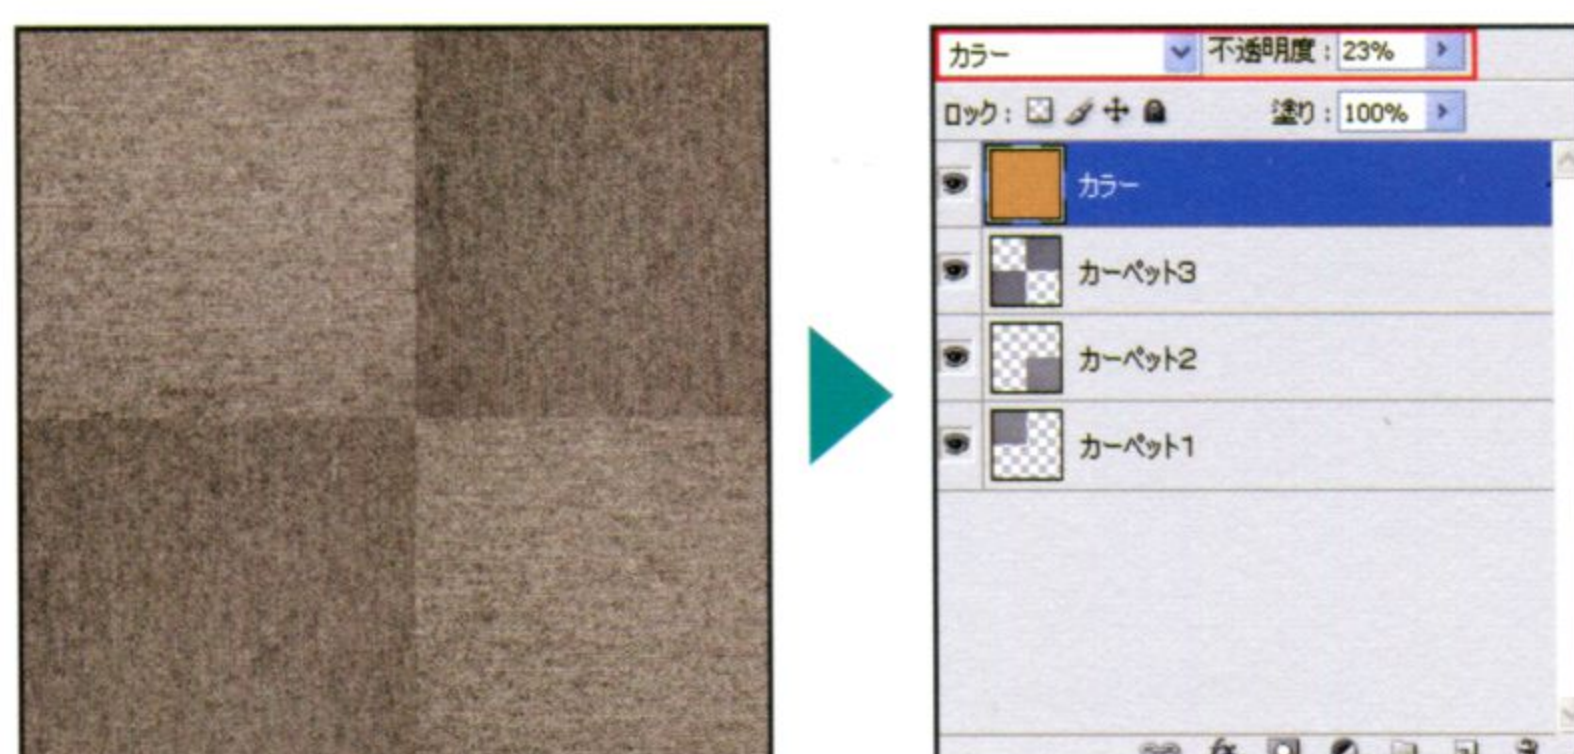 カラー 不透明度 : 23%
ロック : 塗り : 100%
カラー
カーペット3
カーペット2
カーペット1
fx